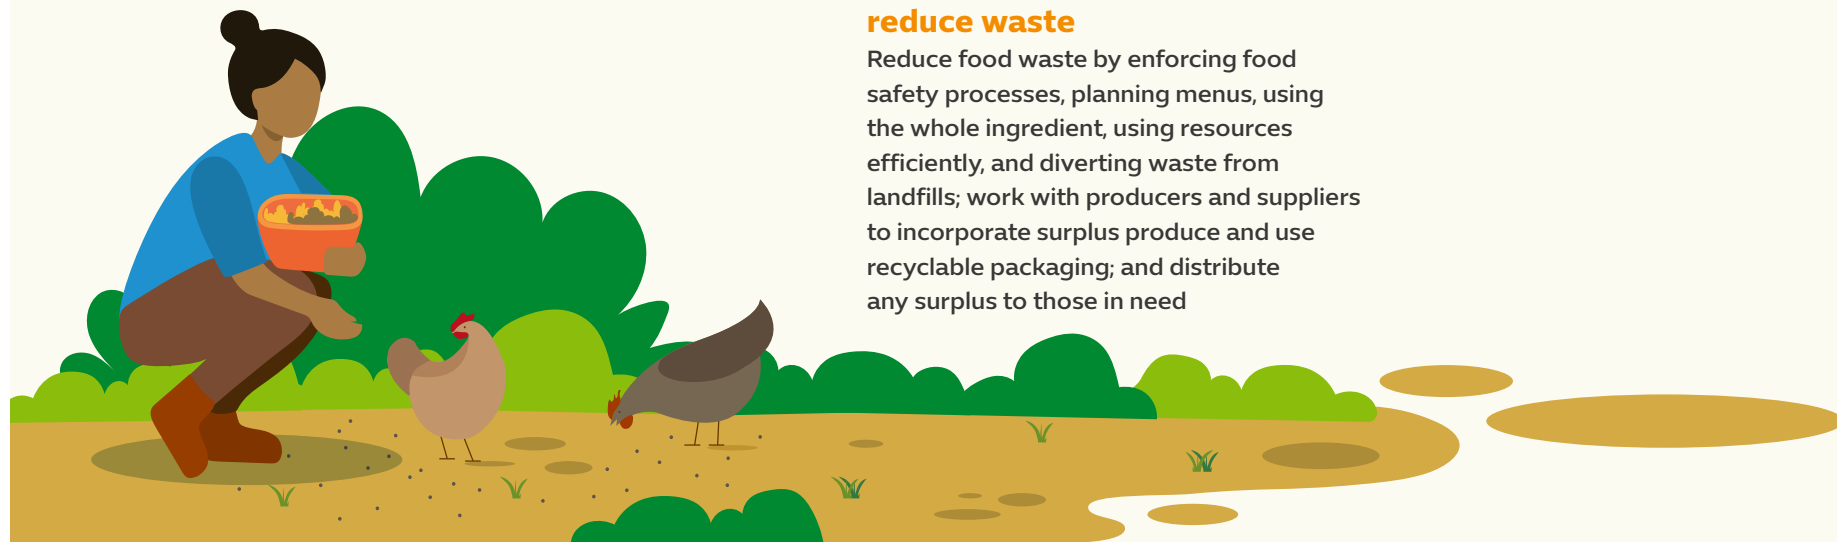 reduce waste
Reduce food waste by enforcing food
safety processes, planning menus, using
the whole ingredient, using resources
efficiently, and diverting waste from
landfills; work with producers and suppliers
to incorporate surplus produce and use
recyclable packaging; and distribute
any surplus to those in need